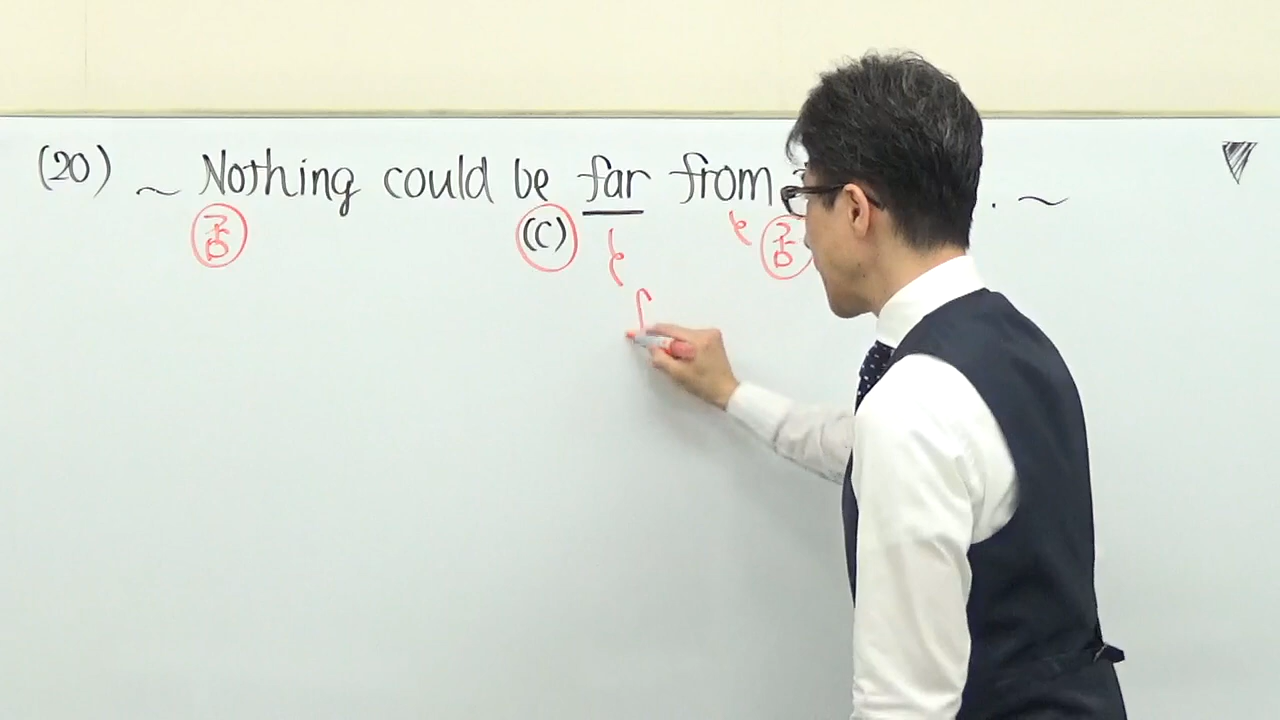 (20) ~ Nothing could be far from . ~
否 (C) 否
f